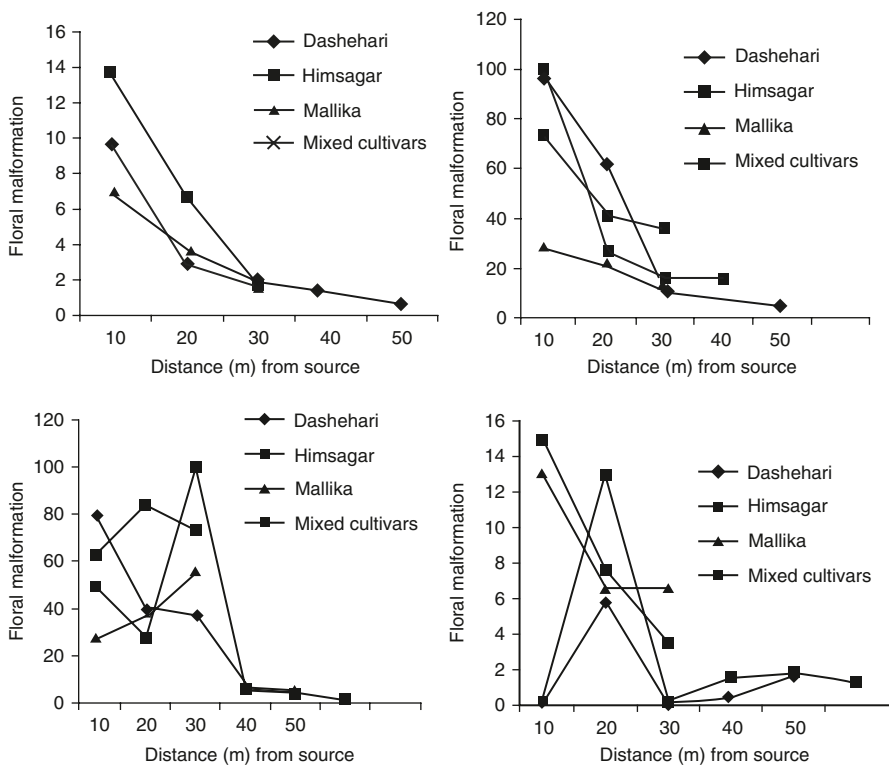 Floral malformation
16
14
12
10
8
6
4
2
0
10 20 30 40 50
Distance (m) from source
Dashehari
Himsagar
Mallika
Mixed cultivars
Floral malformation
120
100
80
60
40
20
0
10 20 30 40 50
Distance (m) from source
Dashehari
Himsagar
Mallika
Mixed cultivars
Floral malformation
120
100
80
60
40
20
0
10 20 30 40 50
Distance (m) from source
Dashehari
Himsagar
Mallika
Mixed cultivars
Floral malformation
16
14
12
10
8
6
4
2
0
10 20 30 40 50
Distance (m) from source
Dashehari
Himsagar
Mallika
Mixed cultivars